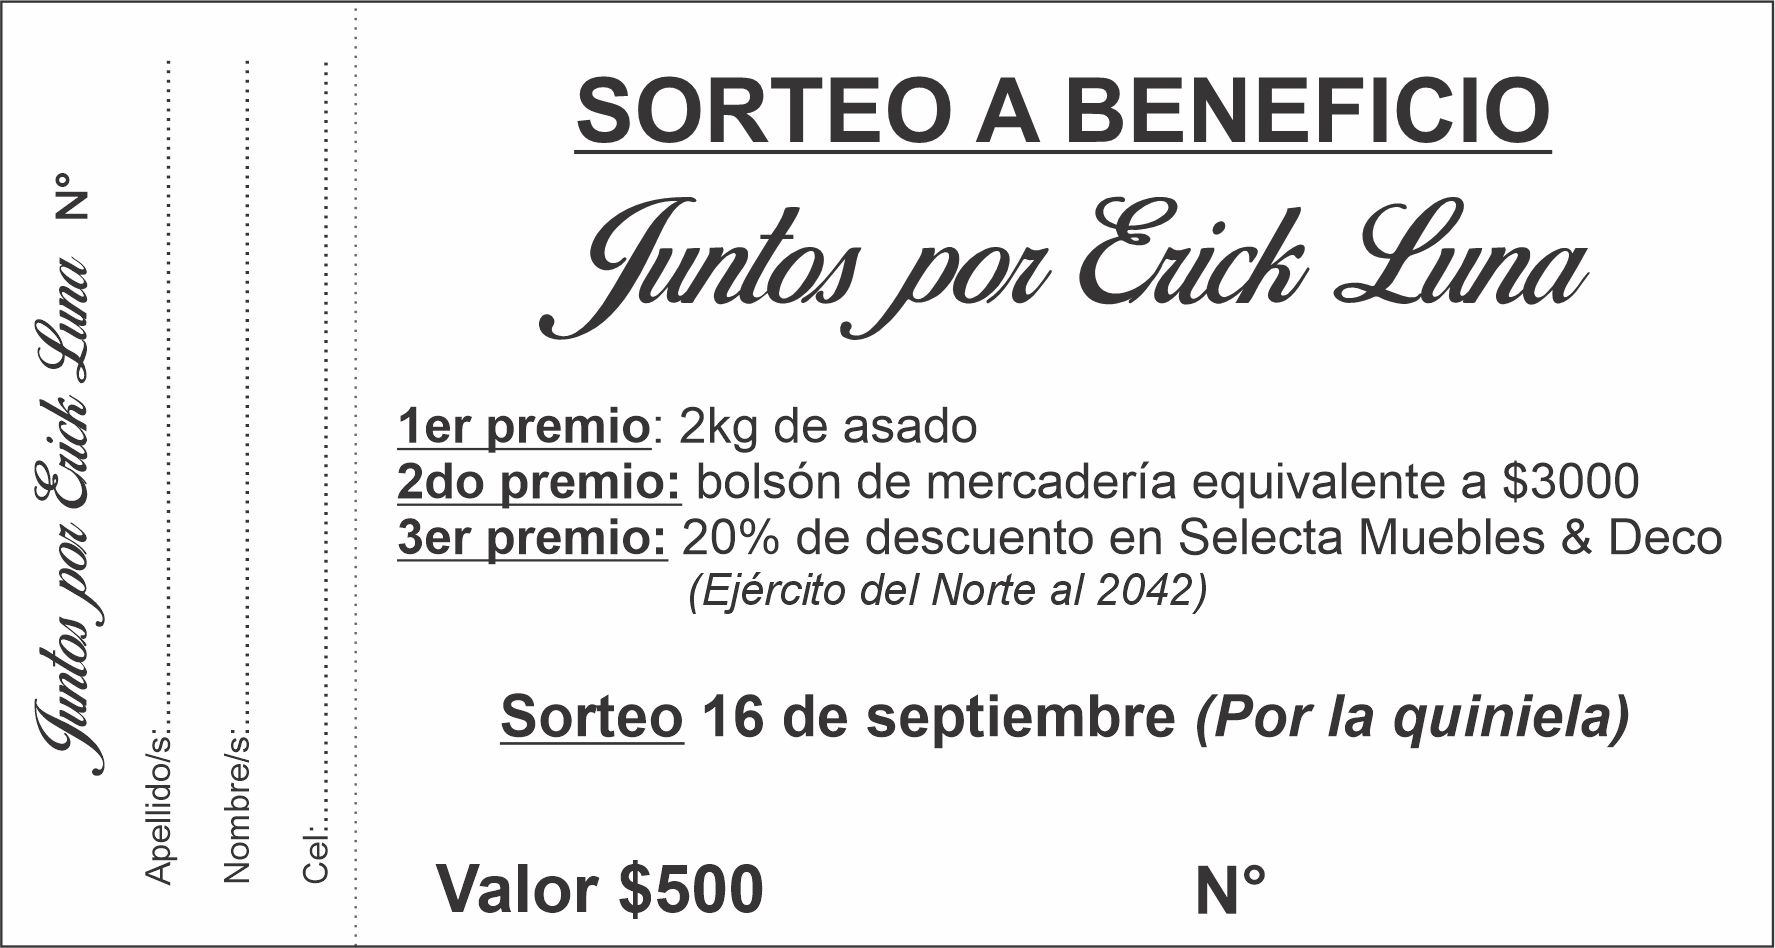 Juntos por Erick Luna N°
Apellido/s:
Nombre/s:
Cel:
SORTEO A BENEFICIO
Juntos por Erick Luna
1er premio: 2kg de asado
2do premio: bolsón de mercadería equivalente a $3000
3er premio: 20% de descuento en Selecta Muebles & Deco
(Ejército del Norte al 2042)
Sorteo 16 de septiembre (Por la quiniela)
Valor $500 N°